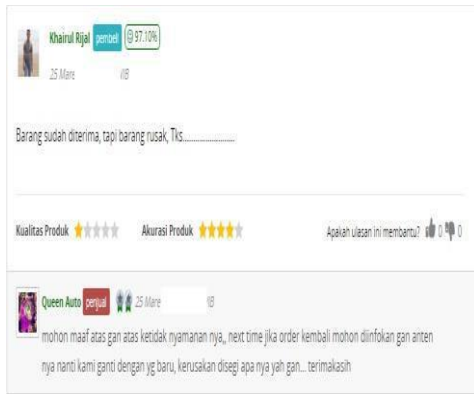 Khairul Rijal pembeli 97.10%
25 Mare
Barang sudah diterima, tapi barang rusak, Tks.........................
Kualitas Produk Akurasi Produk Apakah ulasan ini membantu? 0 0
Queen Auto penjual 25 Mare
mohon maaf atas gan atas ketidak nyamanan nya,, next time jika order kembali mohon diinfokan gan anten
nya nanti kami ganti dengan yg baru, kerusakan disegi apa nya yah gan... terimakasih